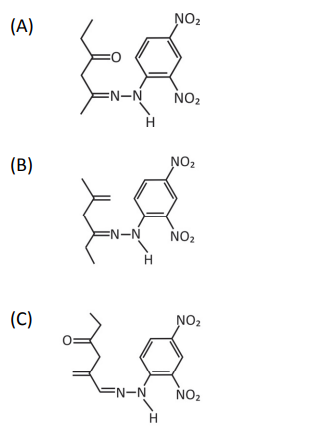 (A)
NO₂
=O
=N–N
NO₂
H
(B)
NO₂
=N–N
NO₂
H
(C)
NO₂
O=
=N–N
NO₂
H